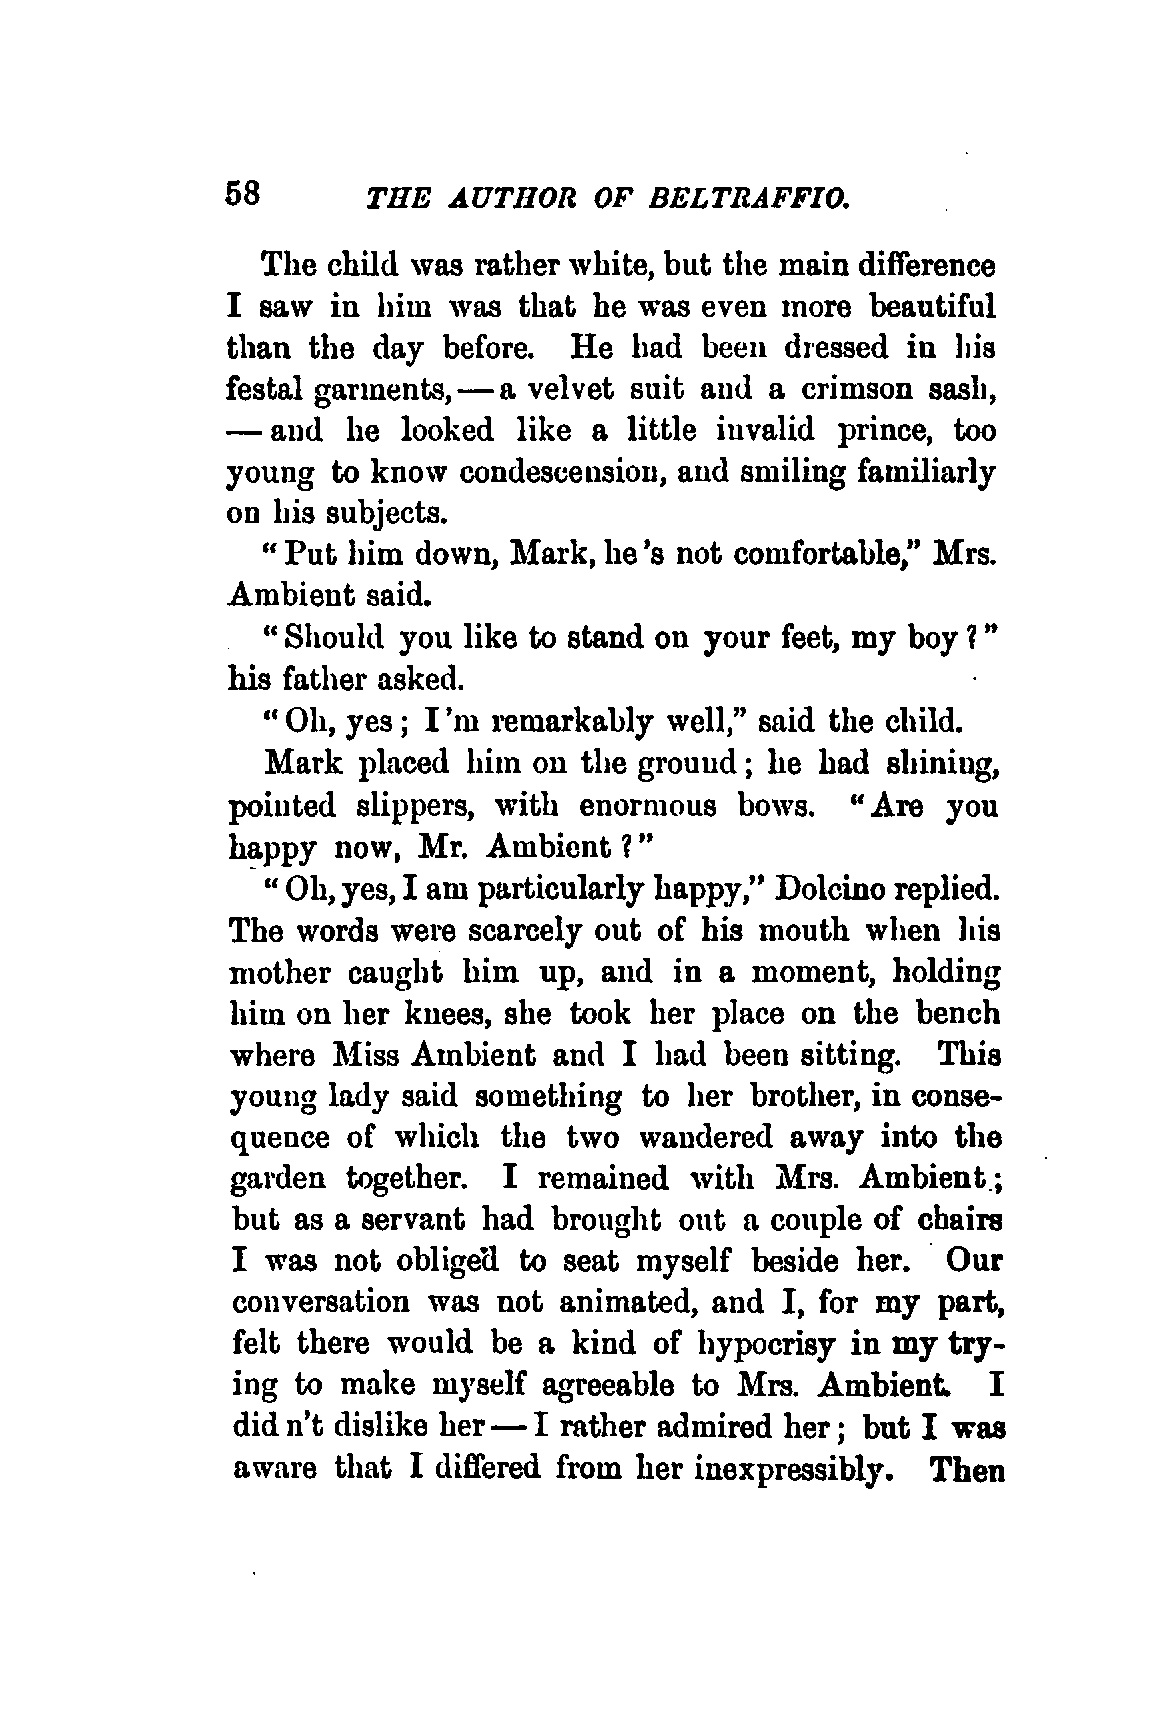 58 THE AUTHOR OF BELTRAFFIO.
The child was rather white, but the main difference
I saw in him was that he was even more beautiful
than the day before. He had been dressed in his
festal garments,—a velvet suit and a crimson sash,
—and he looked like a little invalid prince, too
young to know condescension, and smiling familiarly
on his subjects.
"Put him down, Mark, he's not comfortable," Mrs.
Ambient said.
"Should you like to stand on your feet, my boy?"
his father asked.
"Oh, yes; I'm remarkably well," said the child.
Mark placed him on the ground; he had shining,
pointed slippers, with enormous bows. "Are you
happy now, Mr. Ambient?"
"Oh, yes, I am particularly happy," Dolcino replied.
The words were scarcely out of his mouth when his
mother caught him up, and in a moment, holding
him on her knees, she took her place on the bench
where Miss Ambient and I had been sitting. This
young lady said something to her brother, in conse-
quence of which the two wandered away into the
garden together. I remained with Mrs. Ambient;
but as a servant had brought out a couple of chairs
I was not obliged to seat myself beside her. Our
conversation was not animated, and I, for my part,
felt there would be a kind of hypocrisy in my try-
ing to make myself agreeable to Mrs. Ambient. I
didn't dislike her—I rather admired her; but I was
aware that I differed from her inexpressibly. Then